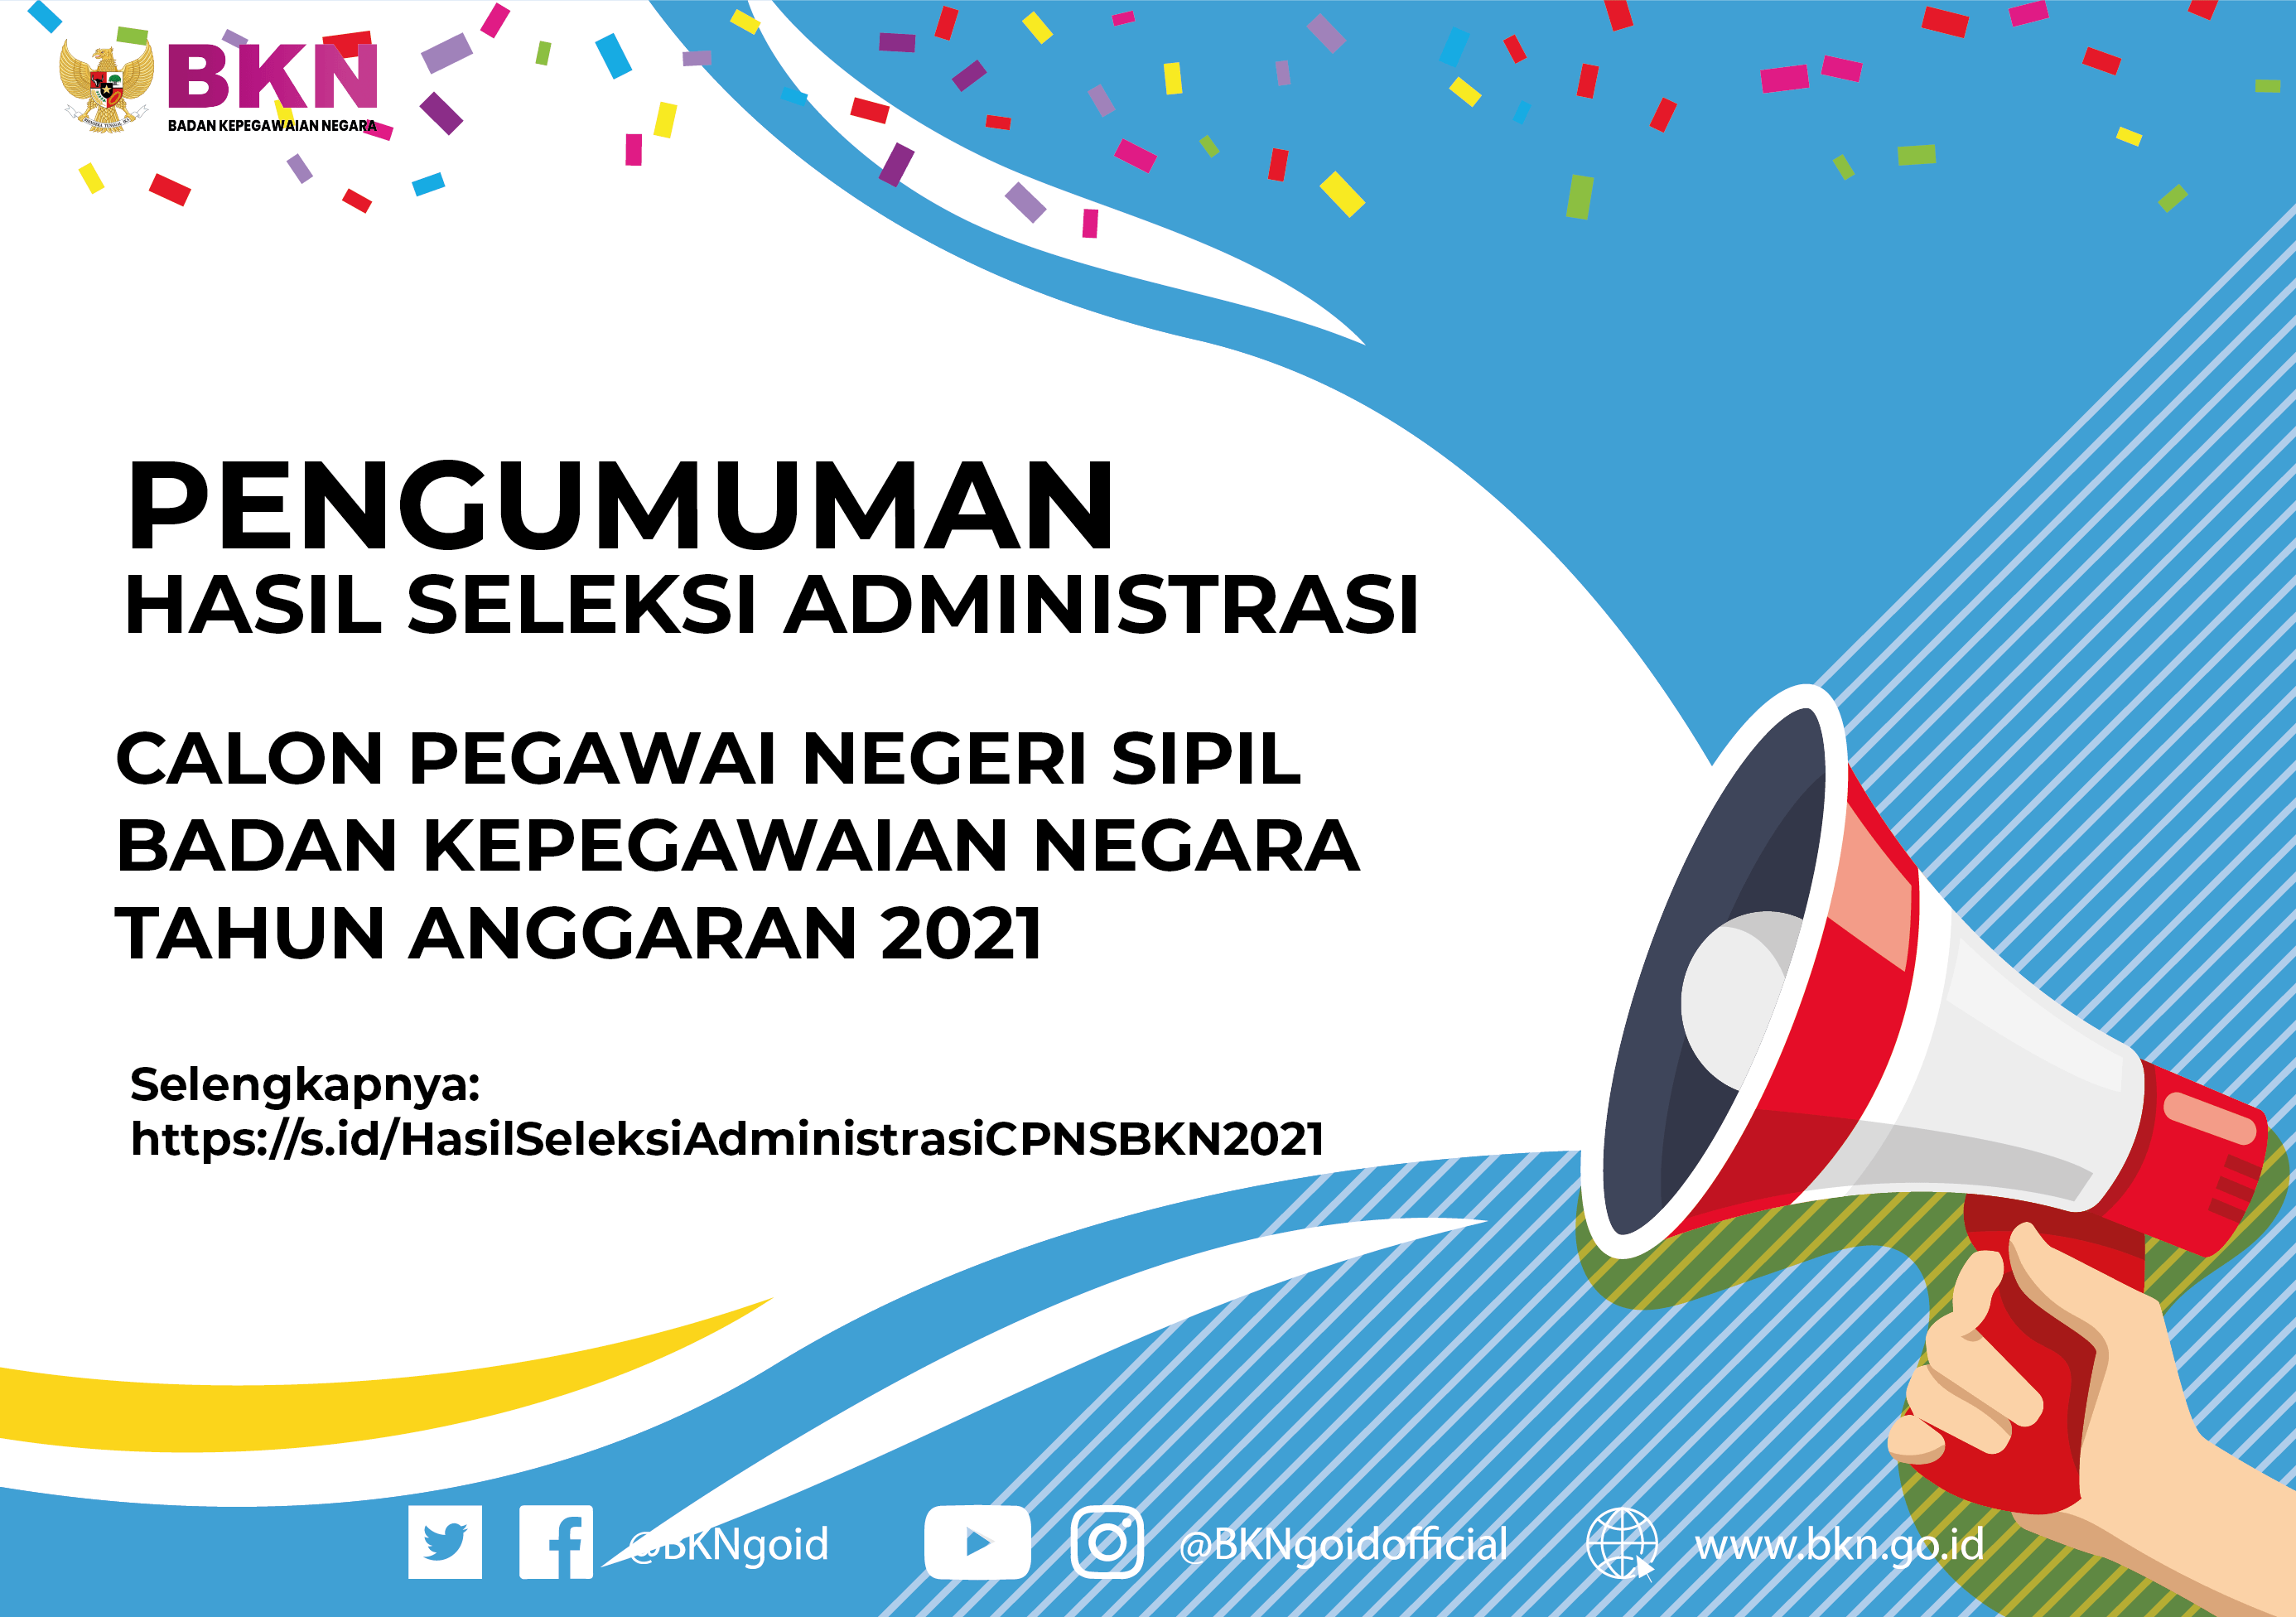 BKN
BADAN KEPEGAWAIAN NEGARA
PENGUMUMAN
HASIL SELEKSI ADMINISTRASI
CALON PEGAWAI NEGERI SIPIL
BADAN KEPEGAWAIAN NEGARA
TAHUN ANGGARAN 2021
Selengkapnya:
https://s.id/HasilSeleksiAdministrasiCPNSBKN2021
@BKNgoid
@BKNgoidofficial
www.bkn.go.id